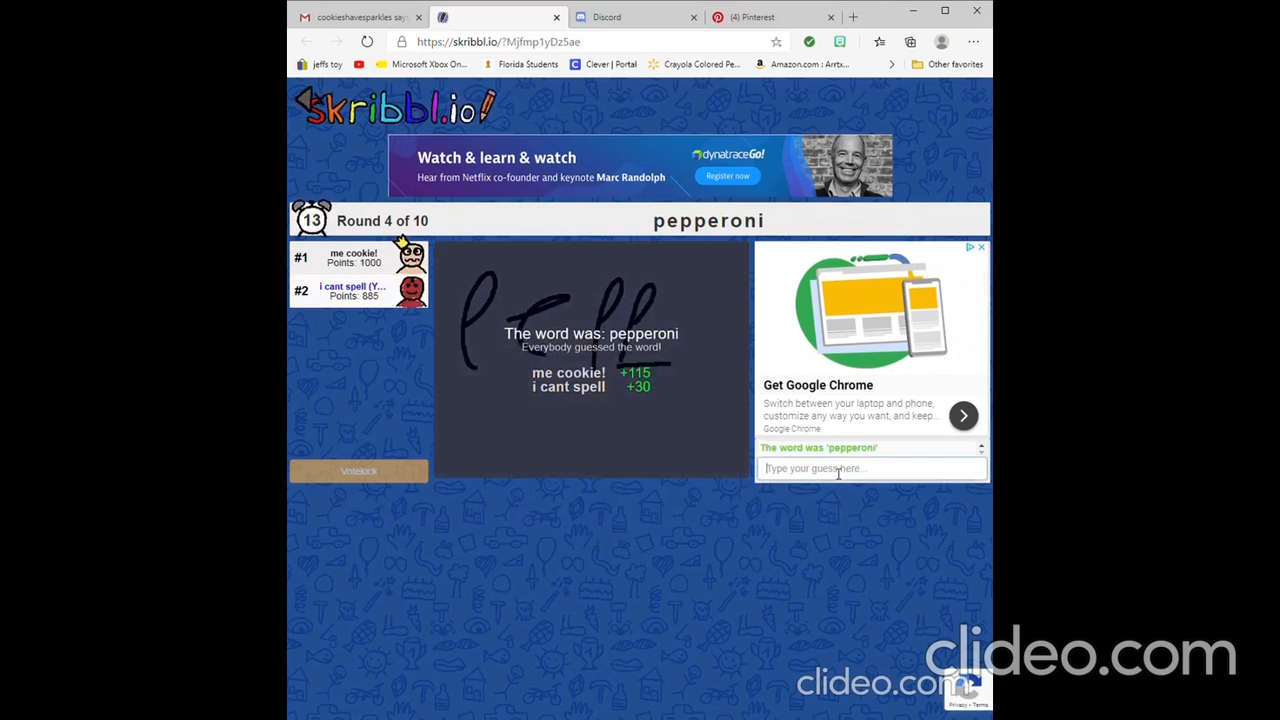 cookieshavesparkles says
Discord
(4) Pinterest
https://skribbl.io/?Mjfmp1yDz5ae
jeffs toy
Microsoft Xbox On...
Florida Students
Clever | Portal
Crayola Colored Pe...
Amazon.com : Arrtx...
Other favorites
skribbl.io
Watch & learn & watch
Hear from Netflix co-founder and keynote Marc Randolph
dynatraceGo!
Register now
13
Round 4 of 10
pepperoni
#1
me cookie!
Points: 1000
#2
i cant spell (Y...
Points: 885
The word was: pepperoni
Everybody guessed the word!
me cookie! +115
i cant spell +30
Get Google Chrome
Switch between your laptop and phone,
customize any way you want, and keep...
Google Chrome
The word was 'pepperoni'
Type your guess here...
Votekick
clideo.com
clideo.com
Privacy - Terms